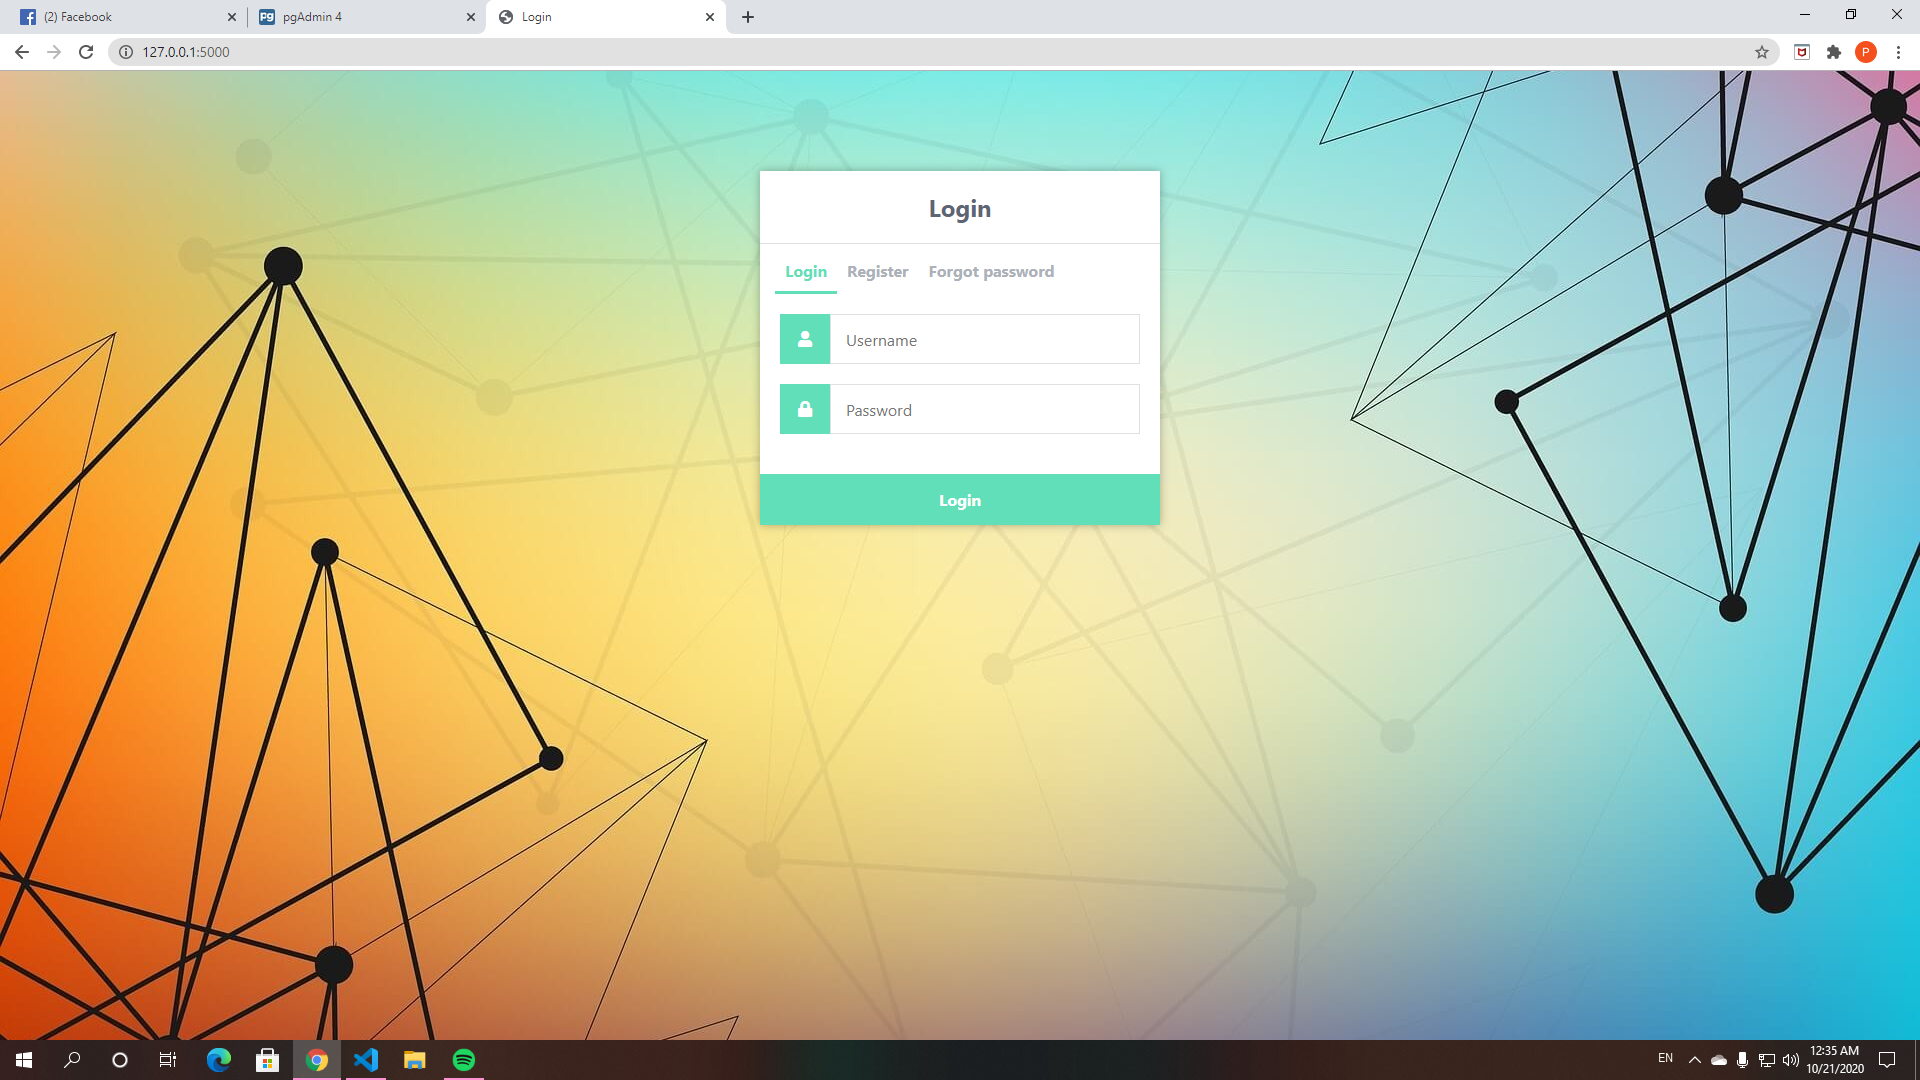 (2) Facebook
pg pgAdmin 4
Login
127.0.0.1:5000
P
Login
Login Register Forgot password
Username
Password
Login
EN
12:35 AM
10/21/2020